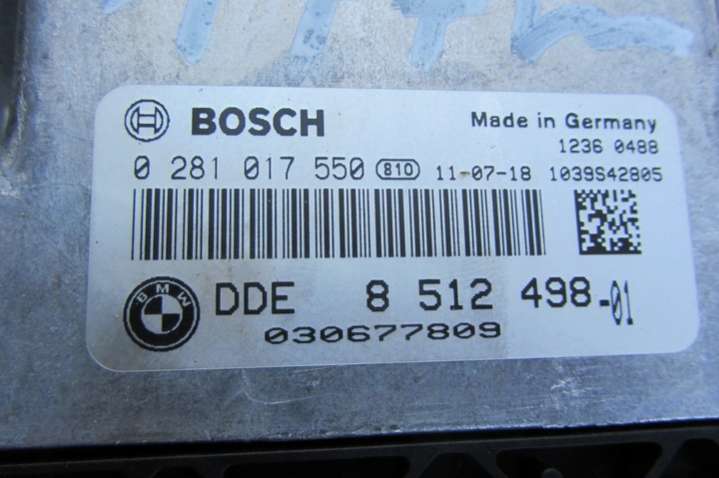 BOSCH Made in Germany
1236 0488
0 281 017 550 810 11-07-18 1039S42805
BMW DDE 8 512 498-01
030677809